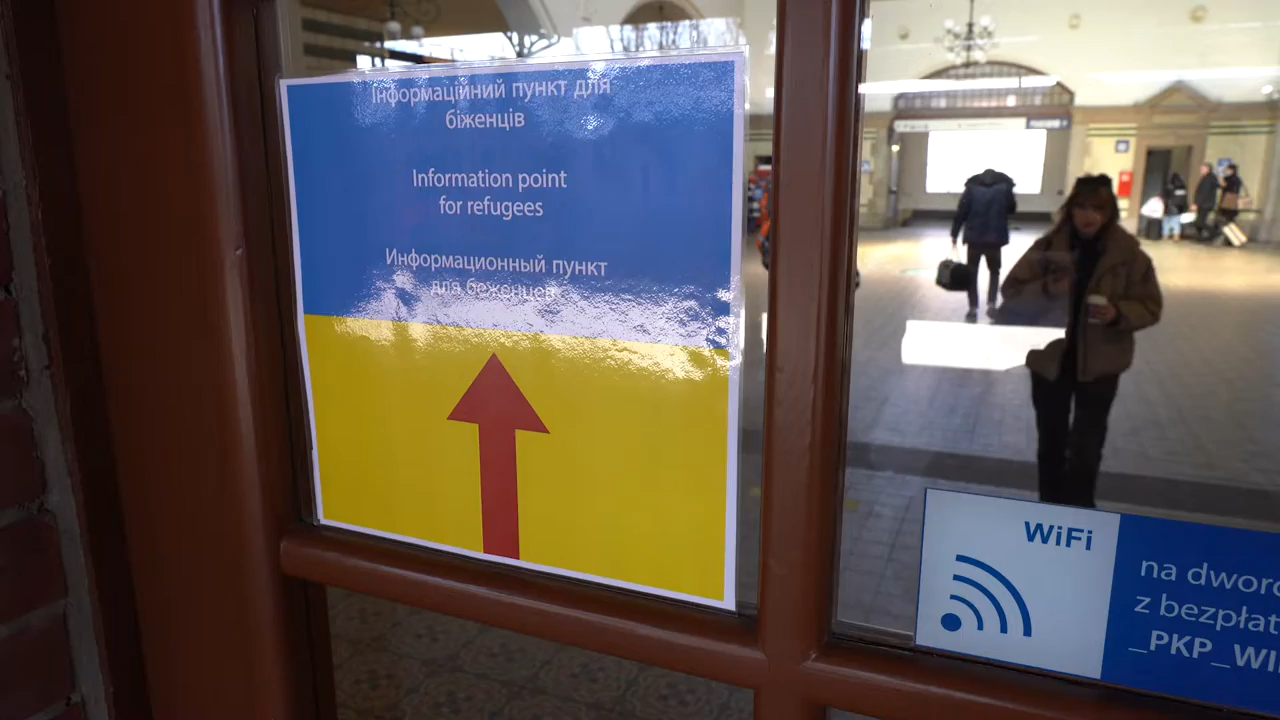 Інформаційний пункт для
біженців
Information point
for refugees
Информационный пункт
для беженцев
WiFi
na dworc
z bezpłat
_PKP_WI